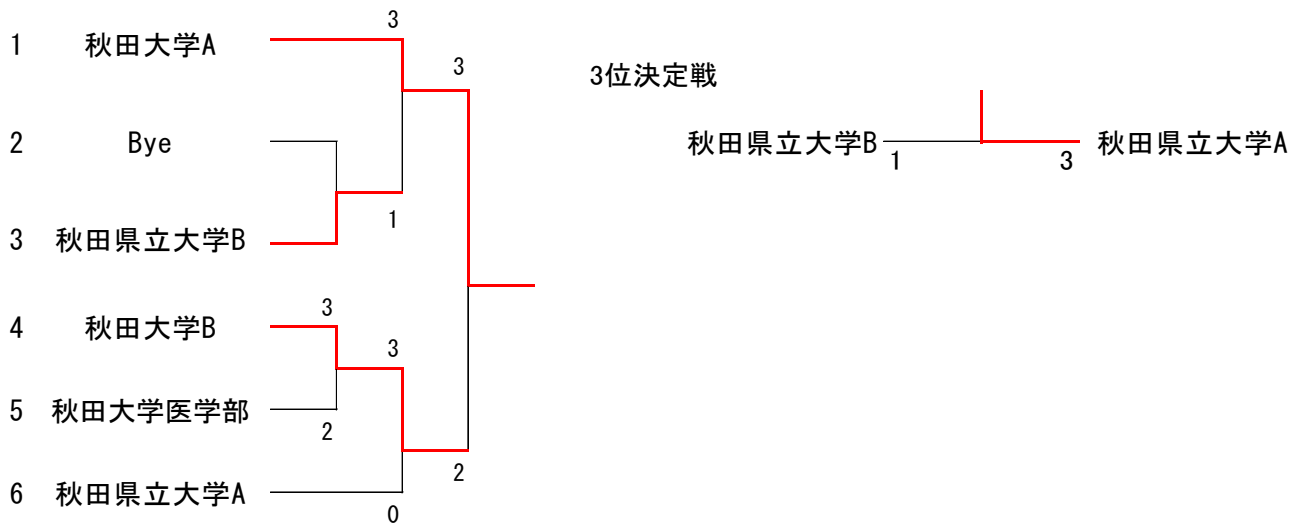 3
1 秋田大学A
3
3位決定戦
2 Bye
秋田県立大学B 1 3 秋田県立大学A
1
3 秋田県立大学B
3
4 秋田大学B
3
5 秋田大学医学部
2
2
6 秋田県立大学A
0